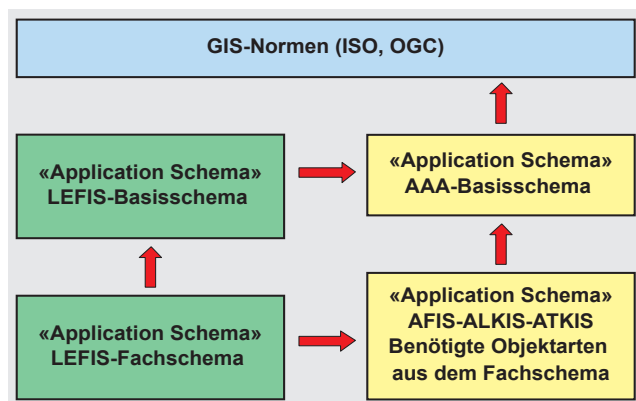 GIS-Normen (ISO, OGC)
«Application Schema»
LEFIS-Basisschema
«Application Schema»
AAA-Basisschema
«Application Schema»
LEFIS-Fachschema
«Application Schema»
AFIS-ALKIS-ATKIS
Benötigte Objektarten
aus dem Fachschema